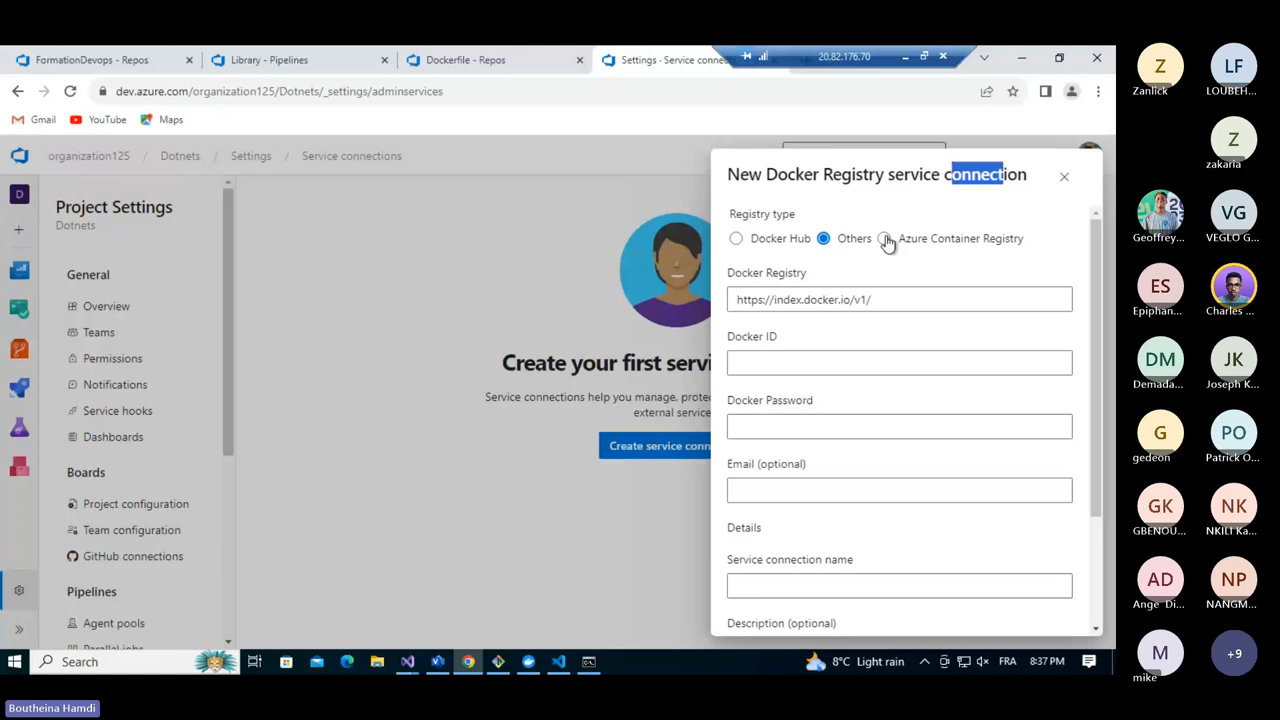 FormationDevops - Repos
Library - Pipelines
Dockerfile - Repos
Settings · Service conne
20.82.176.70
dev.azure.com/organization125/Dotnets/_settings/adminservices
Gmail
YouTube
Maps
organization125 / Dotnets / Settings / Service connections
D
Project Settings
Dotnets
General
Overview
Teams
Permissions
Notifications
Service hooks
Dashboards
Boards
Project configuration
Team configuration
GitHub connections
Pipelines
Agent pools
Create your first servi
Service connections help you manage, prote
external service
Create service conn
New Docker Registry service connection
Registry type
Docker Hub
Others
Azure Container Registry
Docker Registry
https://index.docker.io/v1/
Docker ID
Docker Password
Email (optional)
Details
Service connection name
Description (optional)
Search
8°C Light rain
FRA
8:37 PM
Boutheina Hamdi
Z
Zanlick
LF
LOUBEH...
Z
zakaria
Geoffrey...
VG
VEGLO G...
ES
Epiphan...
Charles ...
DM
Demada...
JK
Joseph K...
G
gedeon
PO
Patrick O...
GK
GBENOU...
NK
NKILI Ka...
AD
Ange Di...
NP
NANGM...
M
mike
+9